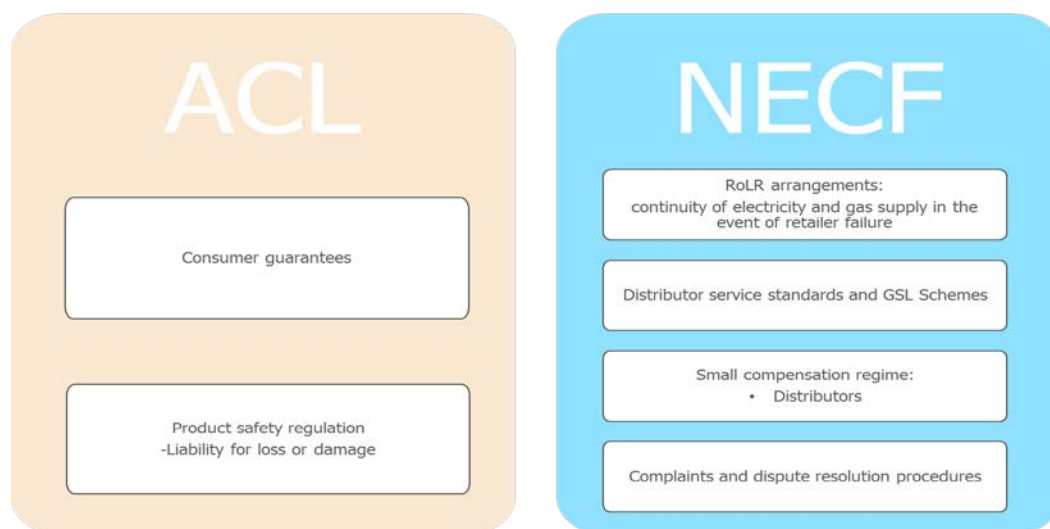 ACL
Consumer guarantees
Product safety regulation
-Liability for loss or damage
NECF
RoLR arrangements:
continuity of electricity and gas supply in the
event of retailer failure
Distributor service standards and GSL Schemes
Small compensation regime:
• Distributors
Complaints and dispute resolution procedures